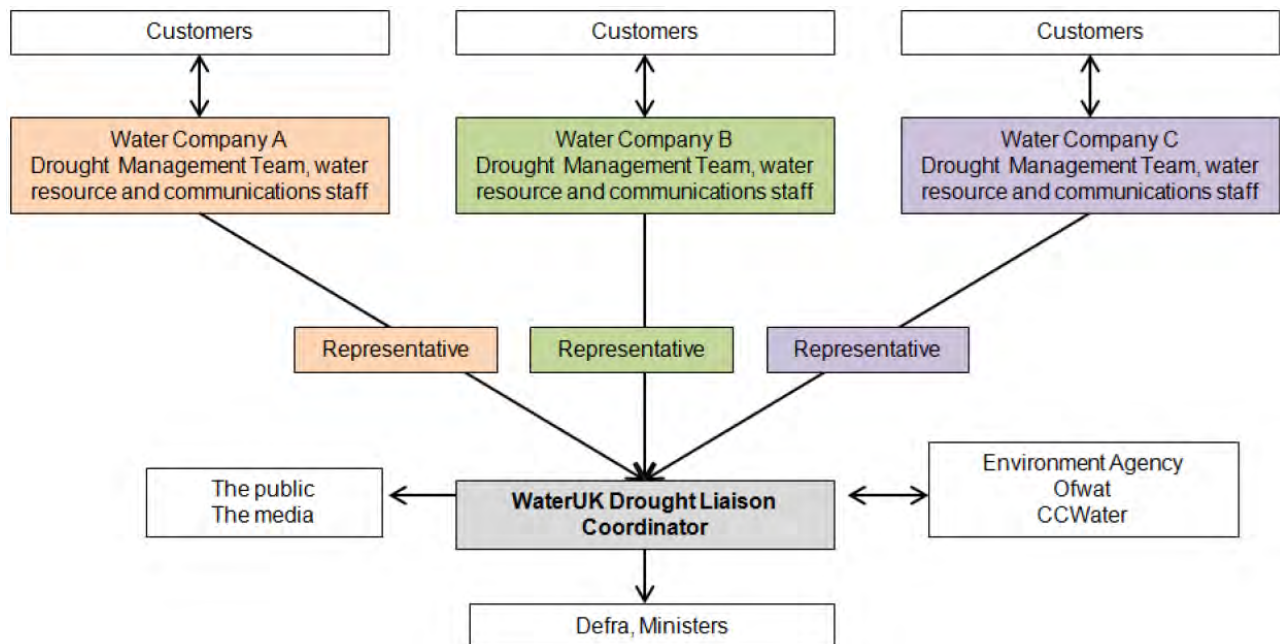 Customers
Customers
Customers
Water Company A
Drought Management Team, water
resource and communications staff
Water Company B
Drought Management Team, water
resource and communications staff
Water Company C
Drought Management Team, water
resource and communications staff
Representative
Representative
Representative
The public
The media
WaterUK Drought Liaison
Coordinator
Environment Agency
Ofwat
CCWater
Defra, Ministers